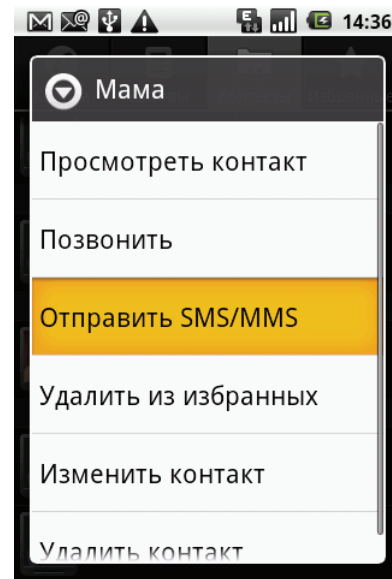 14:36
Мама
Просмотреть контакт
Позвонить
Отправить SMS/MMS
Удалить из избранных
Изменить контакт
Удалить контакт